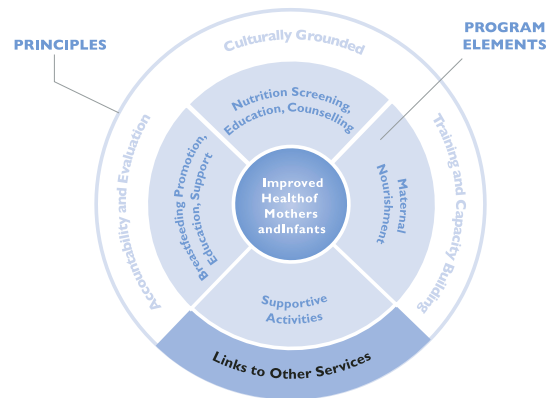 PRINCIPLES
PROGRAM
ELEMENTS
Culturally Grounded
Accountability and Evaluation
Training and Capacity Building
Nutrition Screening,
Education, Counselling
Breastfeeding Promotion,
Education, Support
Improved
Healthof
Mothers
andInfants
Maternal
Nourishment
Supportive
Activities
Links to Other Services